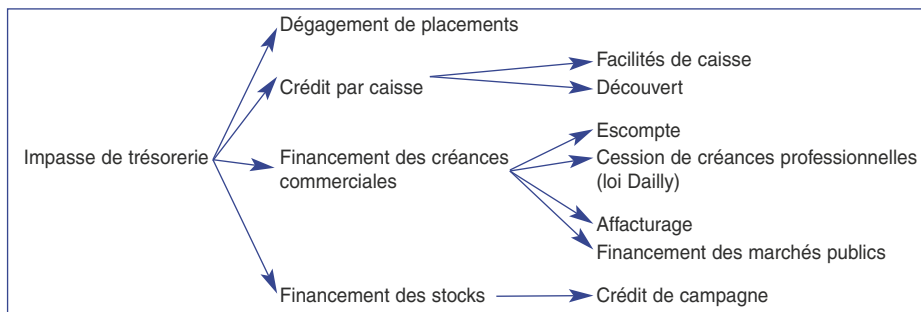 Dégagement de placements
Crédit par caisse
Facilités de caisse
Découvert
Impasse de trésorerie
Financement des créances
commerciales
Escompte
Cession de créances professionnelles
(loi Dailly)
Affacturage
Financement des marchés publics
Financement des stocks
Crédit de campagne